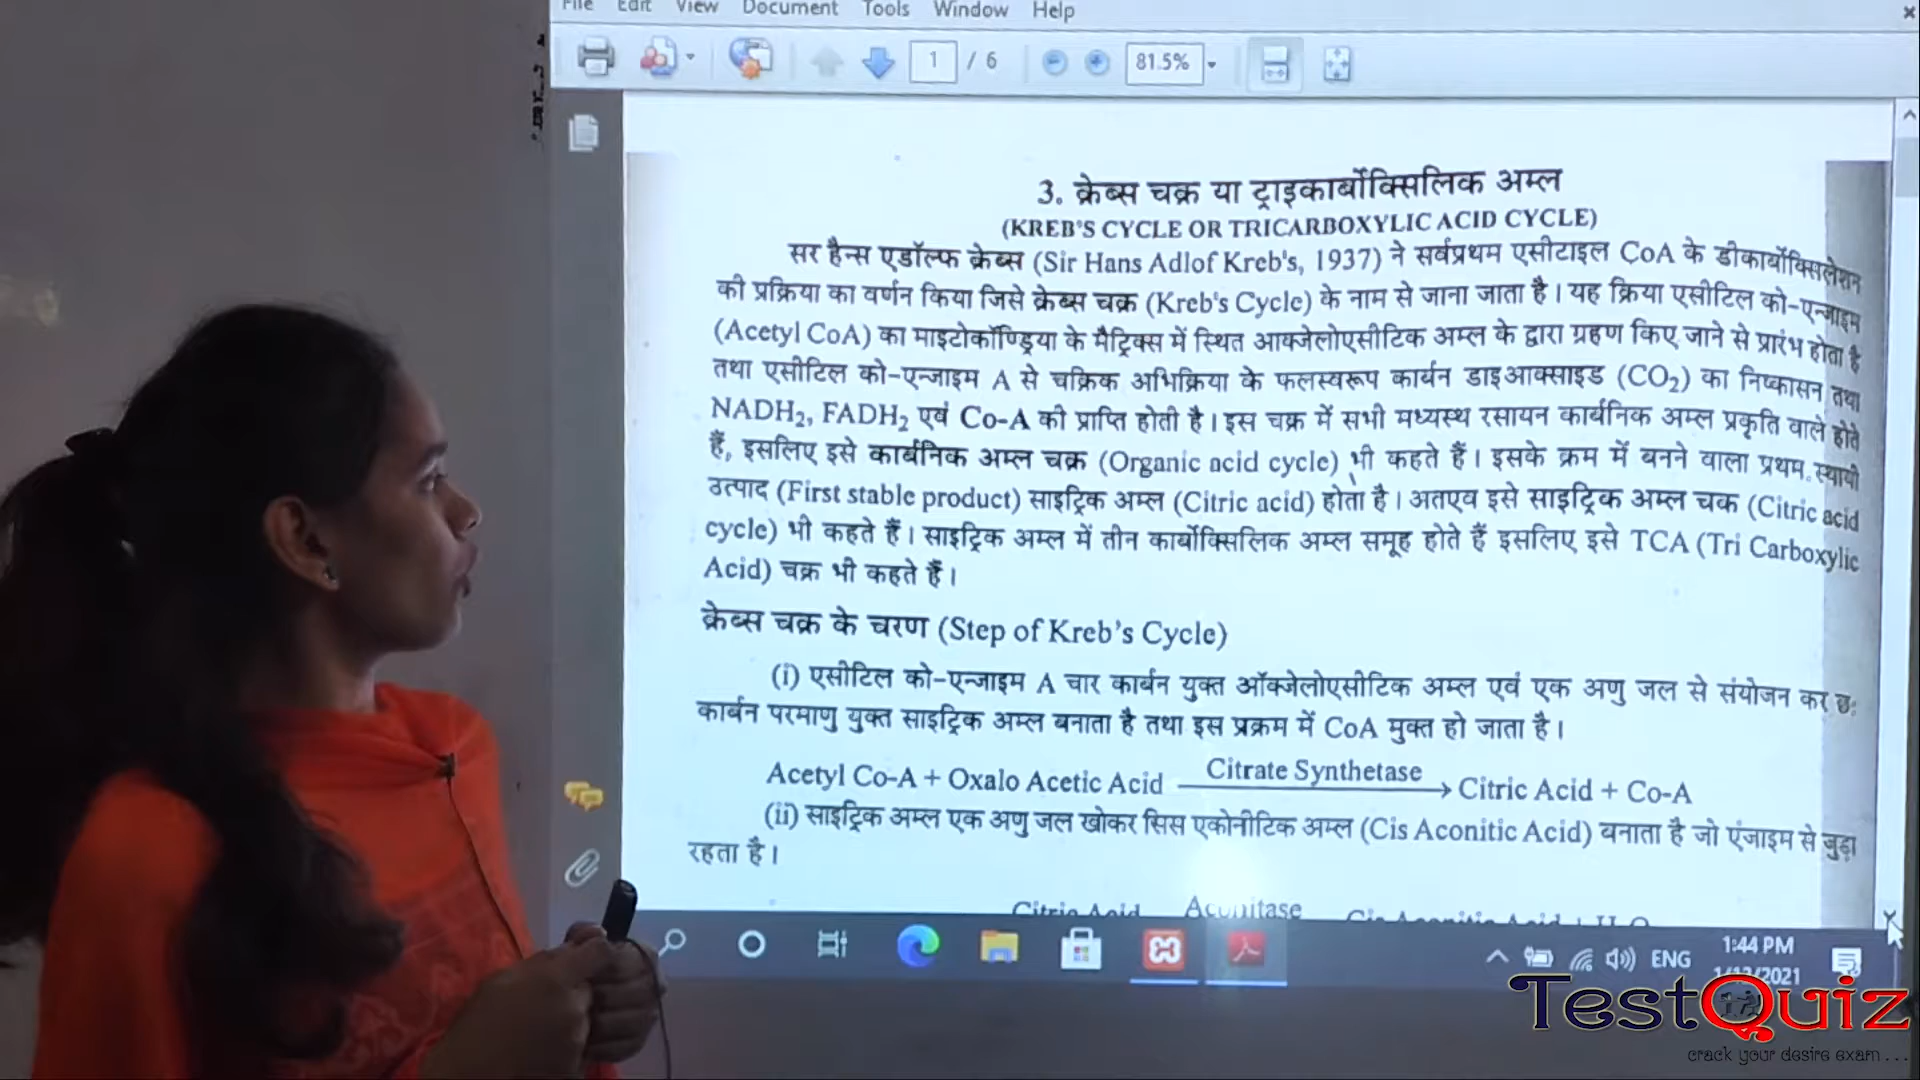 File Edit View Document Tools Window Help
1 / 6 81.5%
3. क्रेब्स चक्र या ट्राइकार्बोक्सिलिक अम्ल
(KREB'S CYCLE OR TRICARBOXYLIC ACID CYCLE)
सर हैन्स एडॉल्फ क्रेब्स (Sir Hans Adlof Kreb's, 1937) ने सर्वप्रथम एसीटाइल CoA के डीकार्बोक्सिलेशन
की प्रक्रिया का वर्णन किया जिसे क्रेब्स चक्र (Kreb's Cycle) के नाम से जाना जाता है। यह क्रिया एसीटिल को-एन्जाइम
(Acetyl CoA) का माइटोकॉण्ड्रिया के मैट्रिक्स में स्थित आक्जेलोएसीटिक अम्ल के द्वारा ग्रहण किए जाने से प्रारंभ होता है
तथा एसीटिल को-एन्जाइम A से चक्रिक अभिक्रिया के फलस्वरूप कार्बन डाइआक्साइड (CO₂) का निष्कासन तथा
NADH₂, FADH₂ एवं Co-A की प्राप्ति होती है। इस चक्र में सभी मध्यस्थ रसायन कार्बनिक अम्ल प्रकृति वाले होते
हैं, इसलिए इसे कार्बनिक अम्ल चक्र (Organic acid cycle) भी कहते हैं। इसके क्रम में बनने वाला प्रथम स्थायी
उत्पाद (First stable product) साइट्रिक अम्ल (Citric acid) होता है। अतएव इसे साइट्रिक अम्ल चक्र (Citric acid
cycle) भी कहते हैं। साइट्रिक अम्ल में तीन कार्बोक्सिलिक अम्ल समूह होते हैं इसलिए इसे TCA (Tri Carboxylic
Acid) चक्र भी कहते हैं।
क्रेब्स चक्र के चरण (Step of Kreb's Cycle)
(i) एसीटिल को-एन्जाइम A चार कार्बन युक्त ऑक्जेलोएसीटिक अम्ल एवं एक अणु जल से संयोजन कर छः
कार्बन परमाणु युक्त साइट्रिक अम्ल बनाता है तथा इस प्रक्रम में CoA मुक्त हो जाता है।
Citrate Synthetase
Acetyl Co-A + Oxalo Acetic Acid → Citric Acid + Co-A
(ii) साइट्रिक अम्ल एक अणु जल खोकर सिस एकोनीटिक अम्ल (Cis Aconitic Acid) बनाता है जो एंजाइम से जुड़ा
रहता है।
Citric Acid Aconitase Cis Aconitic Acid + H₂O
ENG 1:44 PM
TestQuiz
crack your desire exam...